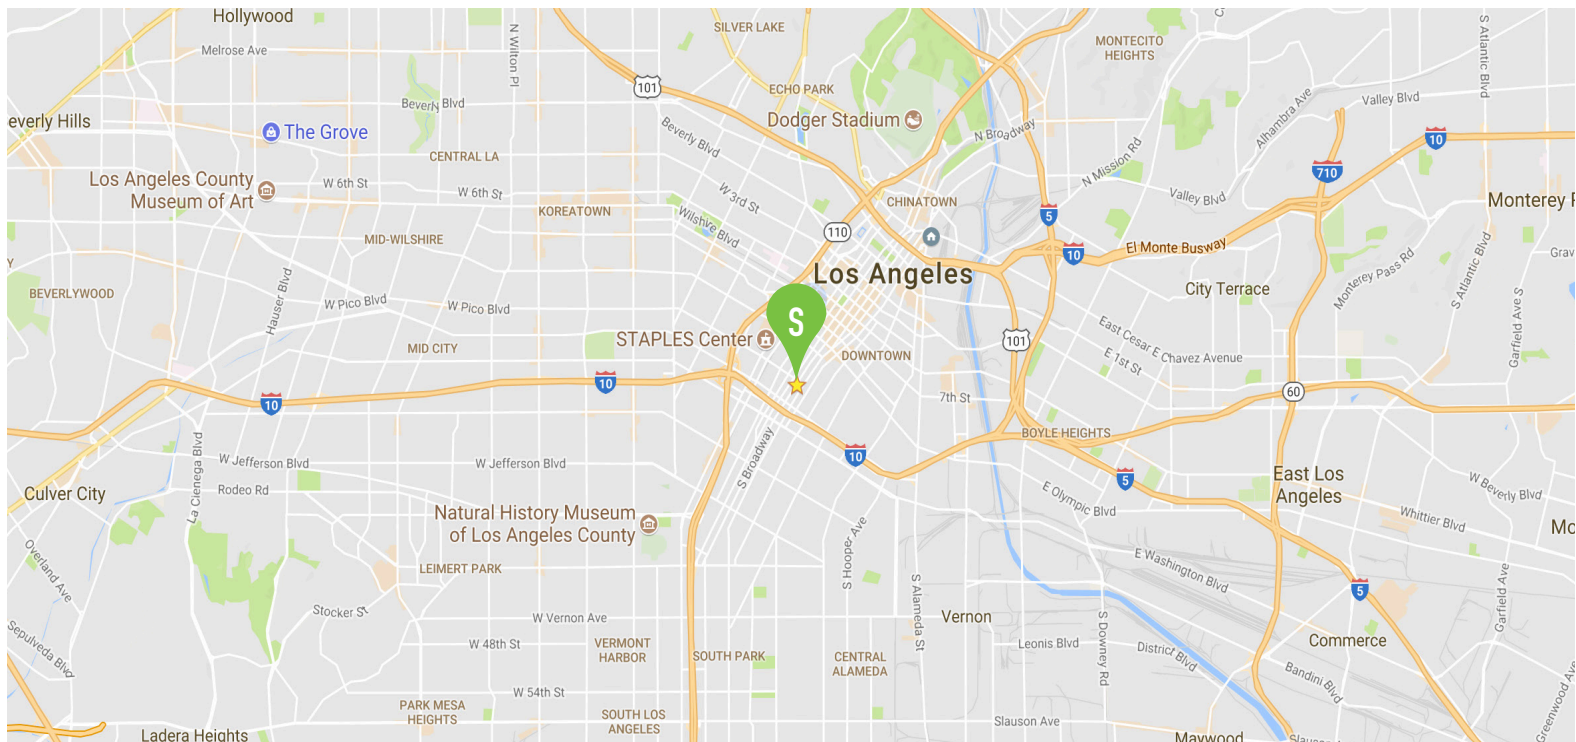 Hollywood
SILVER LAKE
Melrose Ave
N Wilton Pl
MONTECITO
HEIGHTS
S Atlantic Blvd
101
ECHO PARK
Beverly Blvd
Valley Blvd
Alhambra Ave
everly Hills
The Grove
Dodger Stadium
N Broadway
Beverly Blvd
10
CENTRAL LA
N Mission Rd
710
Los Angeles County
Museum of Art
W 6th St
W 6th St
W 3rd St
CHINATOWN
Valley Blvd
Monterey P
KOREATOWN
Wilshire Blvd
5
110
MID-WILSHIRE
El Monte Busway
10
Grav
Y
Los Angeles
Monterey Pass Rd
S Atlantic Blvd
BEVERLYWOOD
Hauser Blvd
W Pico Blvd
W Pico Blvd
City Terrace
S
Garfield Ave S
STAPLES Center
101
East Cesar E Chavez Avenue
E 1st St
MID CITY
DOWNTOWN
10
10
7th St
60
BOYLE HEIGHTS
La Cienega Blvd
W Jefferson Blvd
W Jefferson Blvd
S Broadway
10
5
East Los
Angeles
Culver City
Rodeo Rd
E Olympic Blvd
W Beverly Blvd
Whittier Blvd
Natural History Museum
of Los Angeles County
Mo
Overland Ave
S Hooper Ave
E Washington Blvd
LEIMERT PARK
5
Garfield Ave
Stocker St
W Vernon Ave
S Alameda St
Vernon
S Downey Rd
Sepulveda Blvd
W 48th St
VERMONT
HARBOR
SOUTH PARK
CENTRAL
ALAMEDA
Leonis Blvd
District Blvd
Commerce
Bandini Blvd
W 54th St
PARK MESA
HEIGHTS
SOUTH LOS
ANGELES
Slauson Ave
Greenwood Ave
Ladera Heights
Maywood